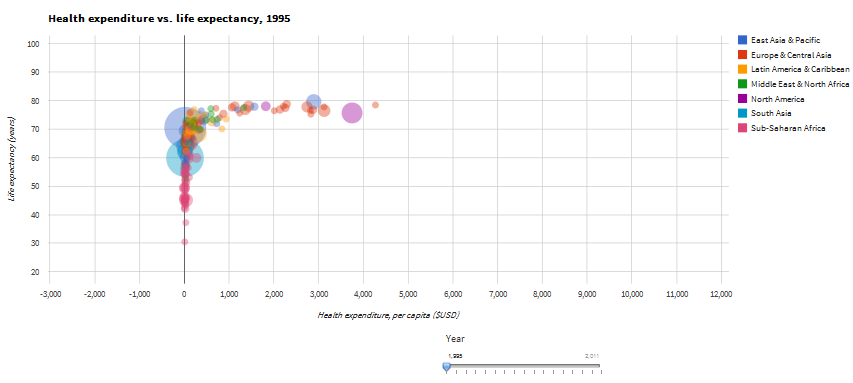 Health expenditure vs. life expectancy, 1995
100
90
80
70
60
50
40
30
20
Life expectancy (years)
-3,000 -2,000 -1,000 0 1,000 2,000 3,000 4,000 5,000 6,000 7,000 8,000 9,000 10,000 11,000 12,000
Health expenditure, per capita ($USD)
East Asia & Pacific
Europe & Central Asia
Latin America & Caribbean
Middle East & North Africa
North America
South Asia
Sub-Saharan Africa
Year
1,995 2,011